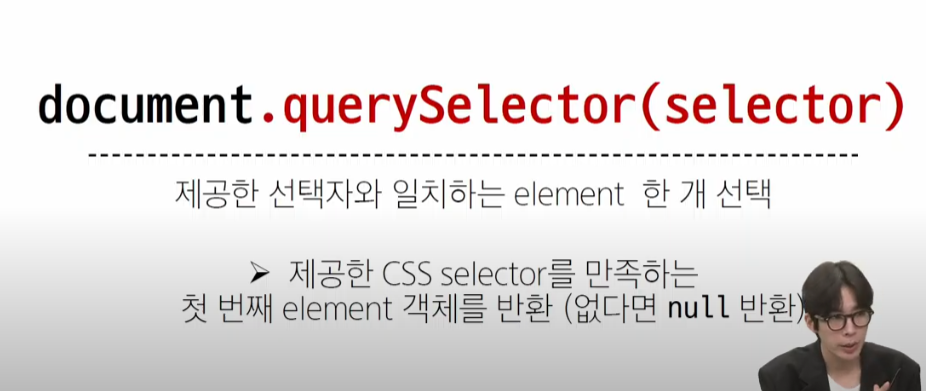 document.querySelector(selector)
제공한 선택자와 일치하는 element 한 개 선택
➢ 제공한 CSS selector를 만족하는
첫 번째 element 객체를 반환 (없다면 null 반환)